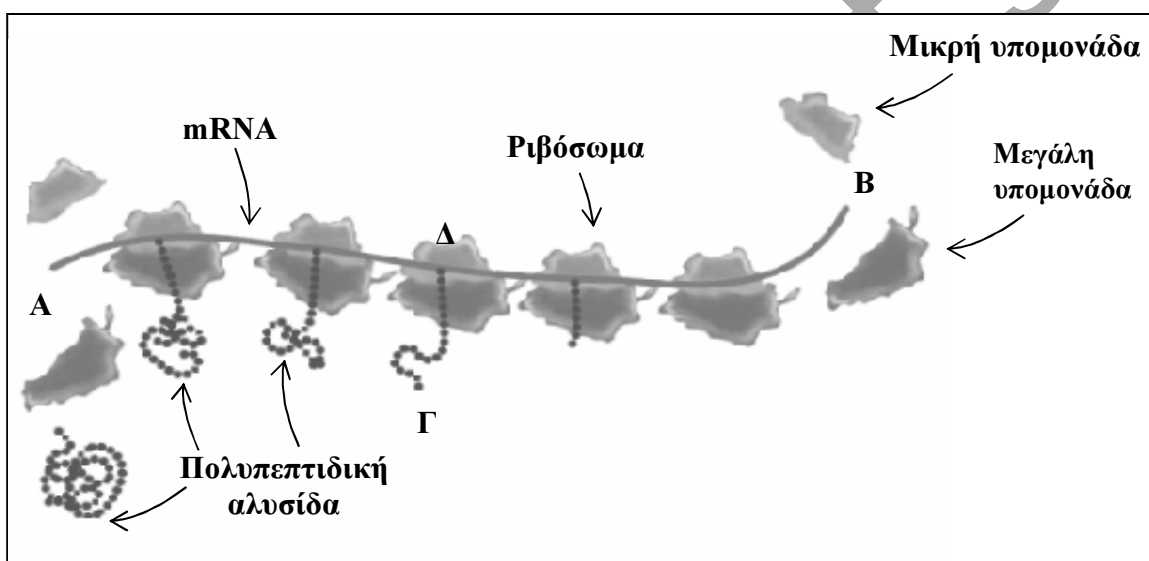 Μικρή υπομονάδα
mRNA
Ριβόσωμα
Μεγάλη
υπομονάδα
Β
Δ
Α
Γ
Πολυπεπτιδική
αλυσίδα